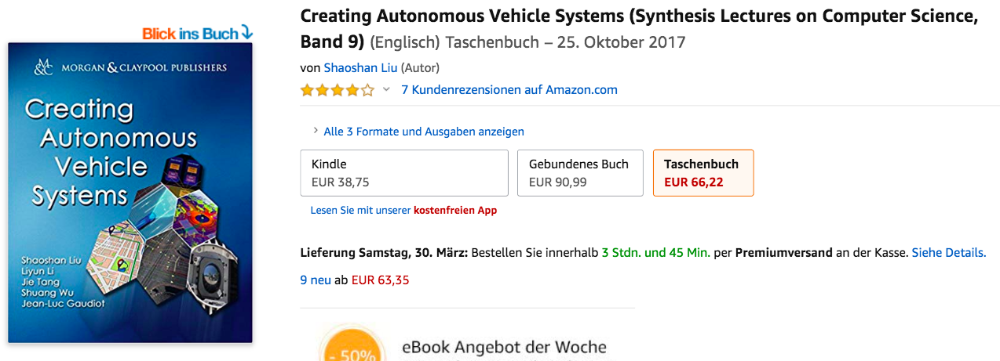 Blick ins Buch
MORGAN & CLAYPOOL PUBLISHERS
Creating
Autonomous
Vehicle
Systems
Shaoshan Liu
Liyun Li
Jie Tang
Shuang Wu
Jean-Luc Gaudiot
Creating Autonomous Vehicle Systems (Synthesis Lectures on Computer Science,
Band 9) (Englisch) Taschenbuch – 25. Oktober 2017
von Shaoshan Liu (Autor)
7 Kundenrezensionen auf Amazon.com
Alle 3 Formate und Ausgaben anzeigen
Kindle
EUR 38,75
Gebundenes Buch
EUR 90,99
Taschenbuch
EUR 66,22
Lesen Sie mit unserer kostenfreien App
Lieferung Samstag, 30. März: Bestellen Sie innerhalb 3 Stdn. und 45 Min. per Premiumversand an der Kasse. Siehe Details.
9 neu ab EUR 63,35
- 50%
eBook Angebot der Woche